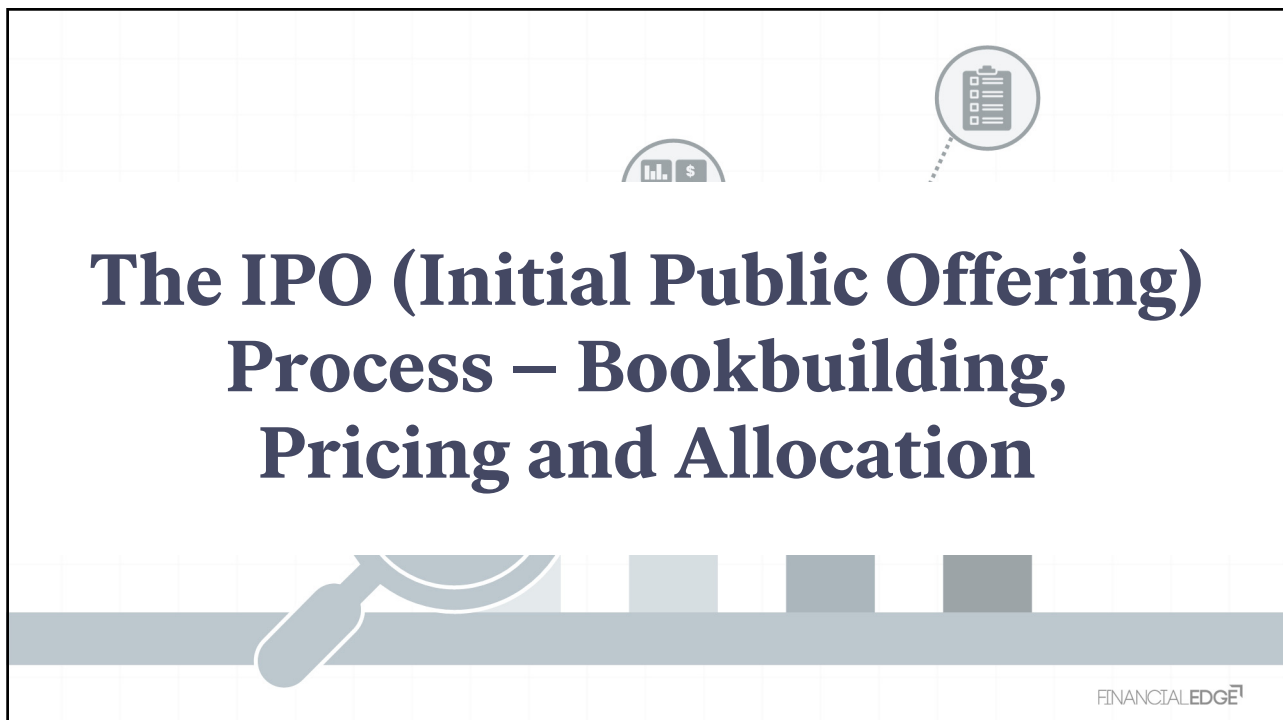 $
The IPO (Initial Public Offering)
Process – Bookbuilding,
Pricing and Allocation
FINANCIALEDGE